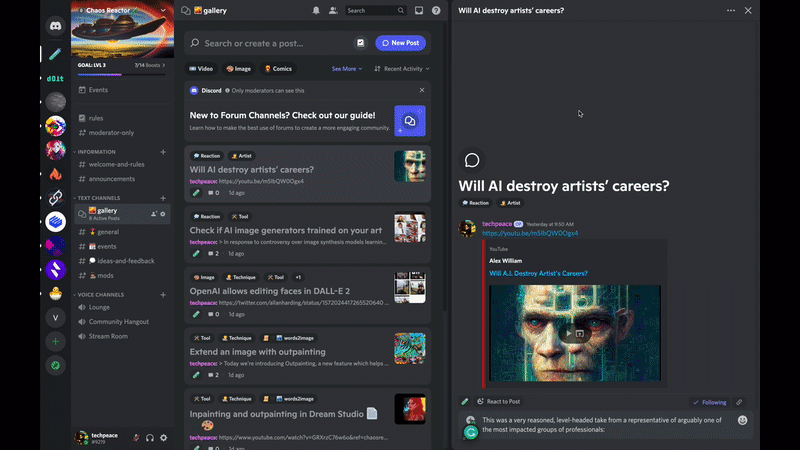 Chaos Reactor
GOAL: LVL 3
7/14 Boosts
Events
rules
moderator-only
INFORMATION
welcome-and-rules
announcements
TEXT CHANNELS
gallery
8 Active Posts
general
events
ideas-and-feedback
mods
VOICE CHANNELS
Lounge
Community Hangout
Stream Room
techpeace
#9219
do!t
V
gallery
Search
Search or create a post...
New Post
Video
Image
Comics
See More
Recent Activity
Discord
Only moderators can see this
New to Forum Channels? Check out our guide!
Learn how to make the best use of forums to create a more engaging community.
Reaction
Artist
Will AI destroy artists' careers?
techpeace: https://youtu.be/m5IbQW0Ogx4
0
1d ago
Reaction
Tool
Check if AI image generators trained on your art
techpeace: > In response to controversy over image synthesis models learnin...
0
1d ago
Image
Technique
Tool
+1
OpenAI allows editing faces in DALL-E 2
techpeace: https://twitter.com/allanharding/status/1572024417265520640
2
1d ago
Tool
Technique
words2image
Extend an image with outpainting
techpeace: > Today we're introducing Outpainting, a new feature which helps ...
2
1d ago
Tool
Technique
words2image
Inpainting and outpainting in Dream Studio
techpeace: https://www.youtube.com/watch?v=GRXrzC76w6o&ref=chaosre...
0
1d ago
Will AI destroy artists' careers?
Will AI destroy artists' careers?
Reaction
Artist
techpeace
OP
Yesterday at 9:50 AM
https://youtu.be/m5IbQW0Ogx4
YouTube
Alex William
Will A.I. Destroy Artist's Careers?
React to Post
Following
This was a very reasoned, level-headed take from a representative of arguably one of
the most impacted groups of professionals: